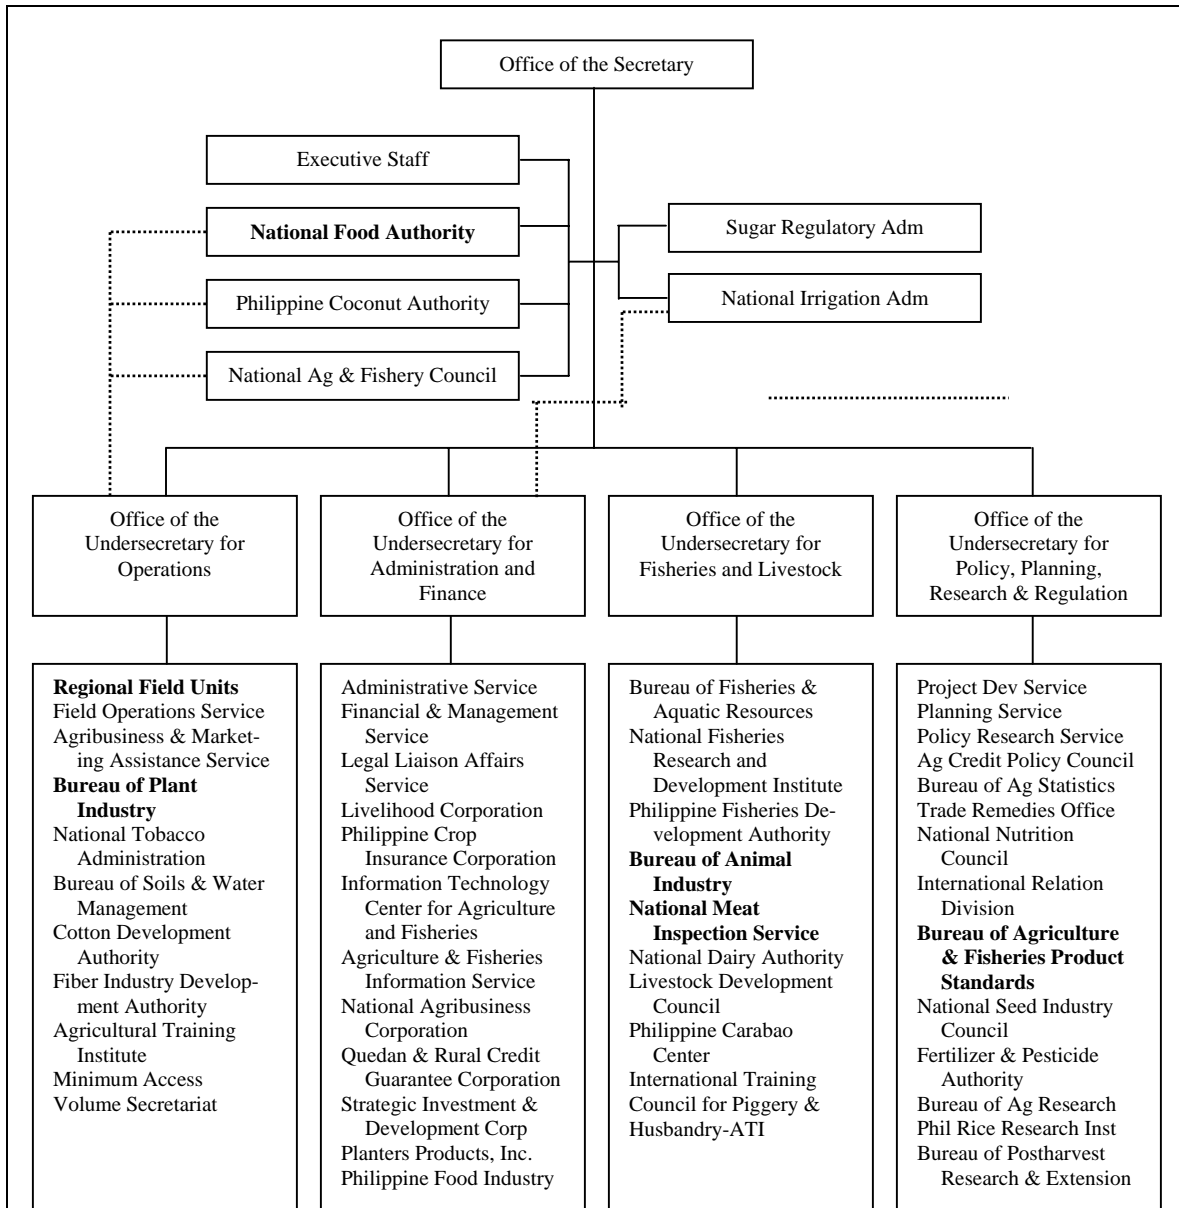 Office of the Secretary
Executive Staff
National Food Authority
Philippine Coconut Authority
National Ag & Fishery Council
Sugar Regulatory Adm
National Irrigation Adm
Office of the
Undersecretary for
Operations
Office of the
Undersecretary for
Administration and
Finance
Office of the
Undersecretary for
Fisheries and Livestock
Office of the
Undersecretary for
Policy, Planning,
Research & Regulation
Regional Field Units
Field Operations Service
Agribusiness & Market-
ing Assistance Service
Bureau of Plant
Industry
National Tobacco
Administration
Bureau of Soils & Water
Management
Cotton Development
Authority
Fiber Industry Develop-
ment Authority
Agricultural Training
Institute
Minimum Access
Volume Secretariat
Administrative Service
Financial & Management
Service
Legal Liaison Affairs
Service
Livelihood Corporation
Philippine Crop
Insurance Corporation
Information Technology
Center for Agriculture
and Fisheries
Agriculture & Fisheries
Information Service
National Agribusiness
Corporation
Quedan & Rural Credit
Guarantee Corporation
Strategic Investment &
Development Corp
Planters Products, Inc.
Philippine Food Industry
Bureau of Fisheries &
Aquatic Resources
National Fisheries
Research and
Development Institute
Philippine Fisheries De-
velopment Authority
Bureau of Animal
Industry
National Meat
Inspection Service
National Dairy Authority
Livestock Development
Council
Philippine Carabao
Center
International Training
Council for Piggery &
Husbandry-ATI
Project Dev Service
Planning Service
Policy Research Service
Ag Credit Policy Council
Bureau of Ag Statistics
Trade Remedies Office
National Nutrition
Council
International Relation
Division
Bureau of Agriculture
& Fisheries Product
Standards
National Seed Industry
Council
Fertilizer & Pesticide
Authority
Bureau of Ag Research
Phil Rice Research Inst
Bureau of Postharvest
Research & Extension